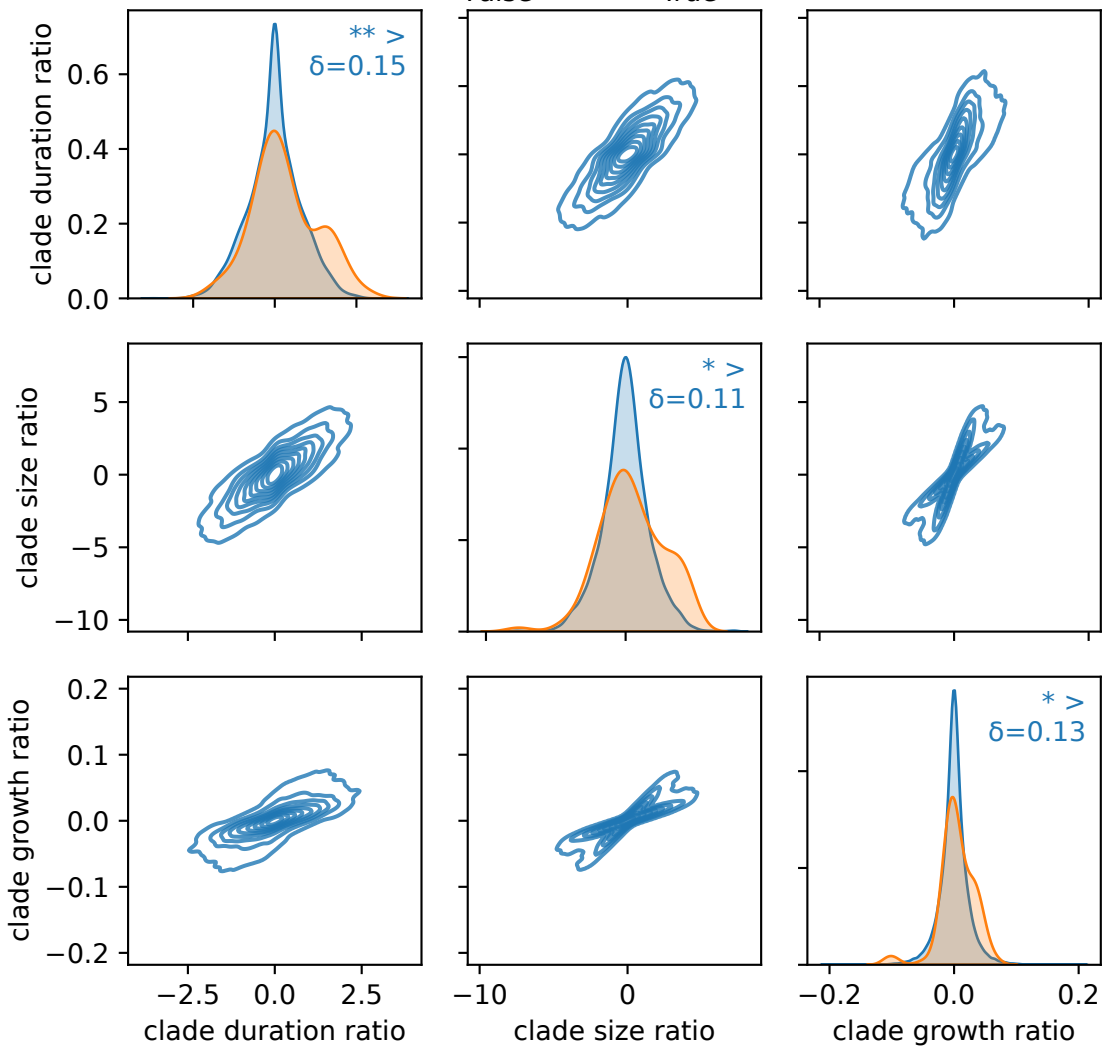 clade duration ratio
0.6
0.4
0.2
0.0
** >
δ=0.15
clade size ratio
5
0
−5
−10
* >
δ=0.11
clade growth ratio
0.2
0.1
0.0
−0.1
−0.2
* >
δ=0.13
−2.5 0.0 2.5
−10 0
−0.2 0.0 0.2
clade duration ratio
clade size ratio
clade growth ratio